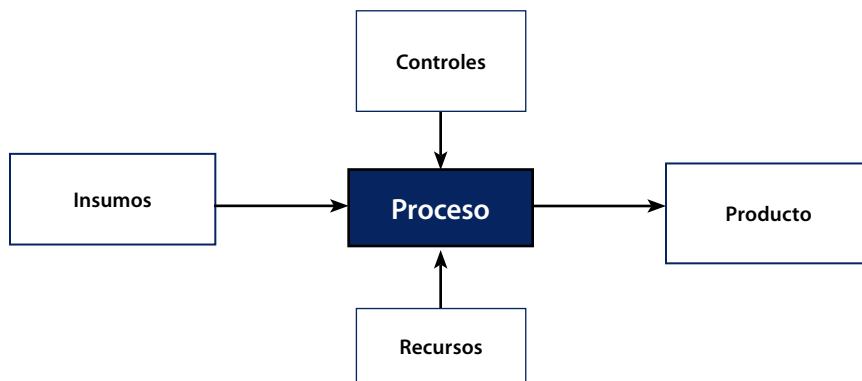 Controles
Insumos
Proceso
Producto
Recursos